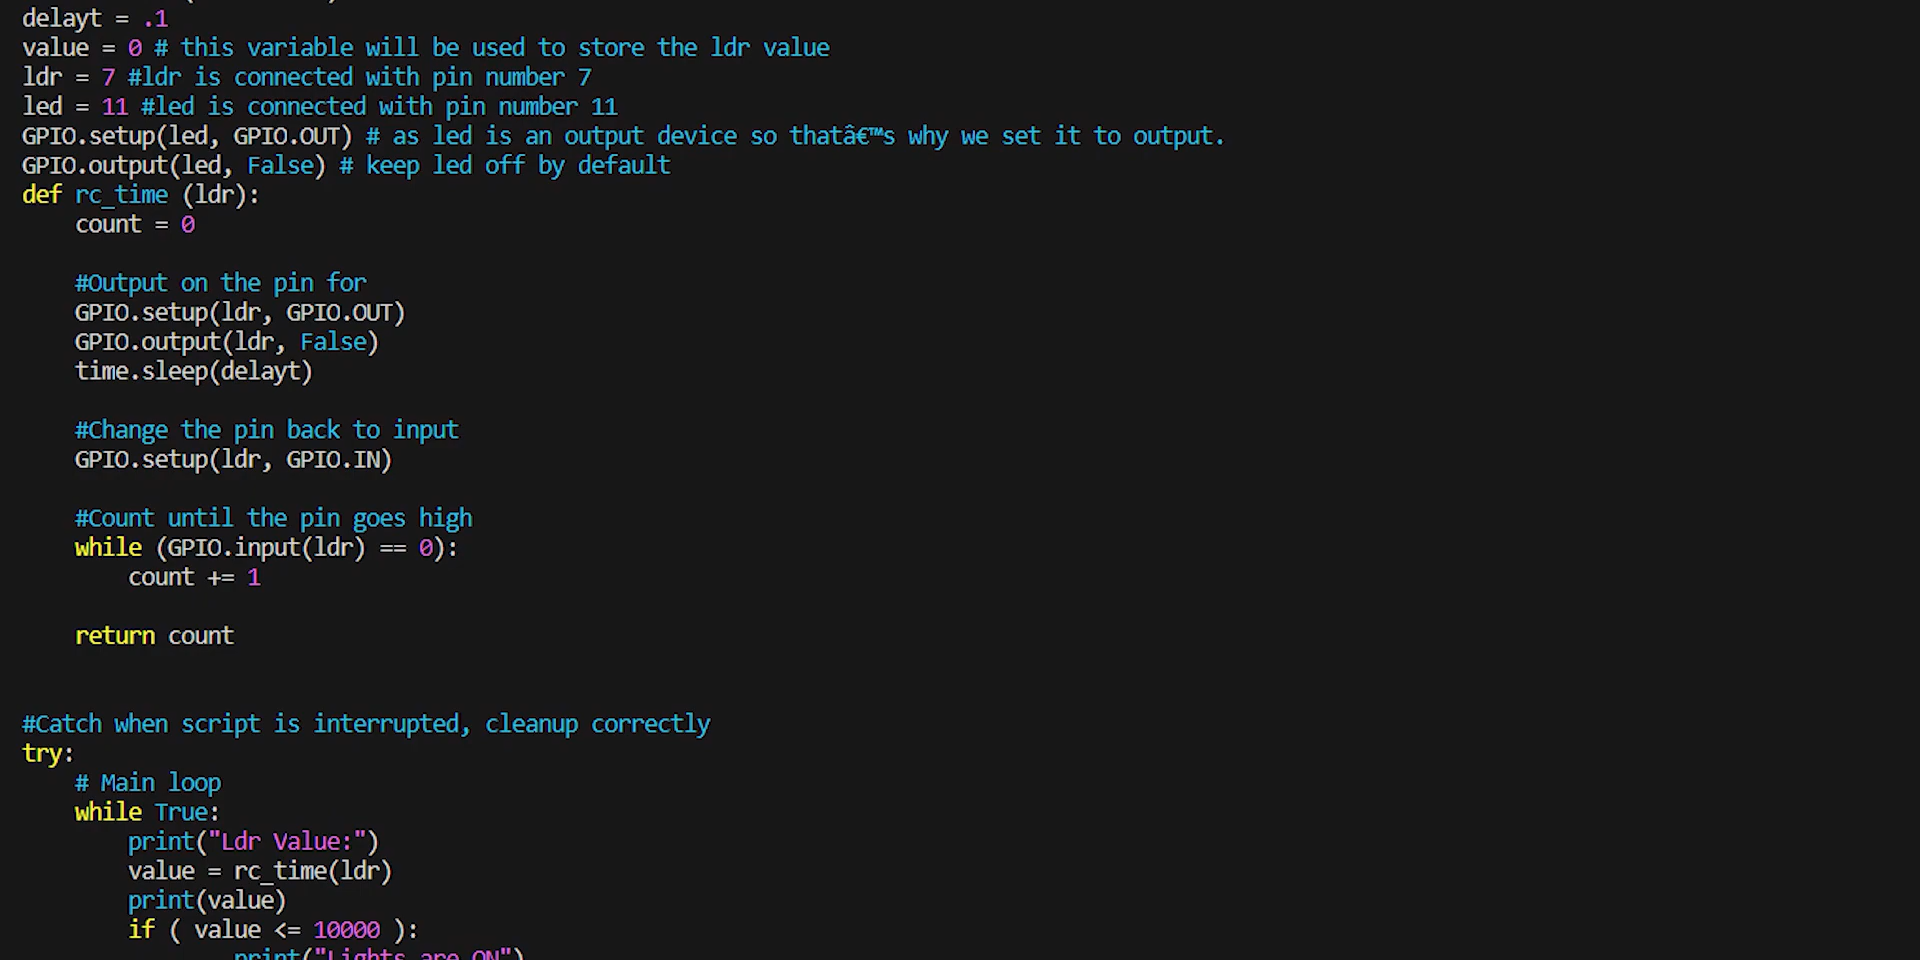 delayt = .1
value = 0 # this variable will be used to store the ldr value
ldr = 7 #ldr is connected with pin number 7
led = 11 #led is connected with pin number 11
GPIO.setup(led, GPIO.OUT) # as led is an output device so thatâ€™s why we set it to output.
GPIO.output(led, False) # keep led off by default
def rc_time (ldr):
    count = 0
    #Output on the pin for
    GPIO.setup(ldr, GPIO.OUT)
    GPIO.output(ldr, False)
    time.sleep(delayt)
    #Change the pin back to input
    GPIO.setup(ldr, GPIO.IN)
    #Count until the pin goes high
    while (GPIO.input(ldr) == 0):
        count += 1
    return count
#Catch when script is interrupted, cleanup correctly
try:
    # Main loop
    while True:
        print("Ldr Value:")
        value = rc_time(ldr)
        print(value)
        if ( value <= 10000 ):
                print("Lights are ON")